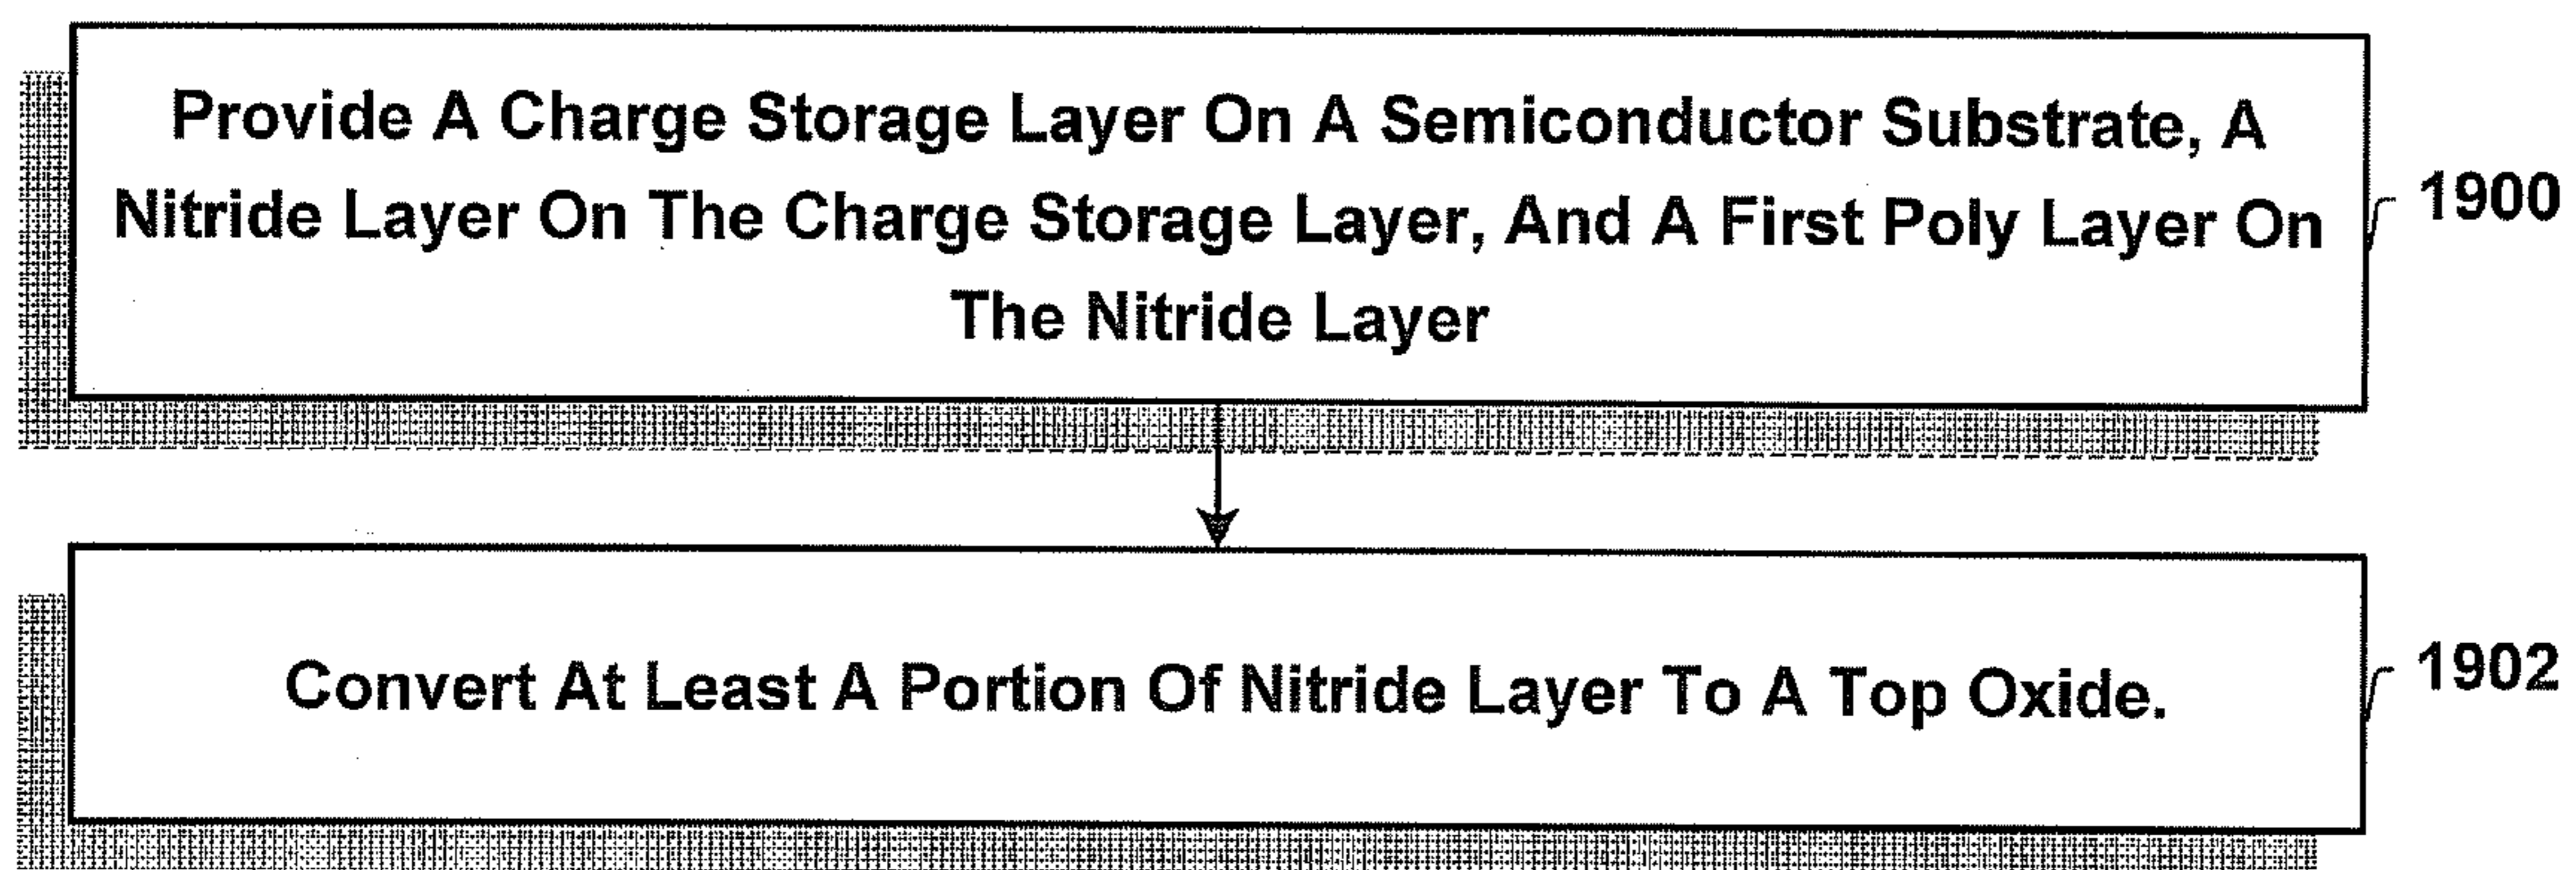 Provide A Charge Storage Layer On A Semiconductor Substrate, A
Nitride Layer On The Charge Storage Layer, And A First Poly Layer On
The Nitride Layer
1900
Convert At Least A Portion Of Nitride Layer To A Top Oxide.
1902